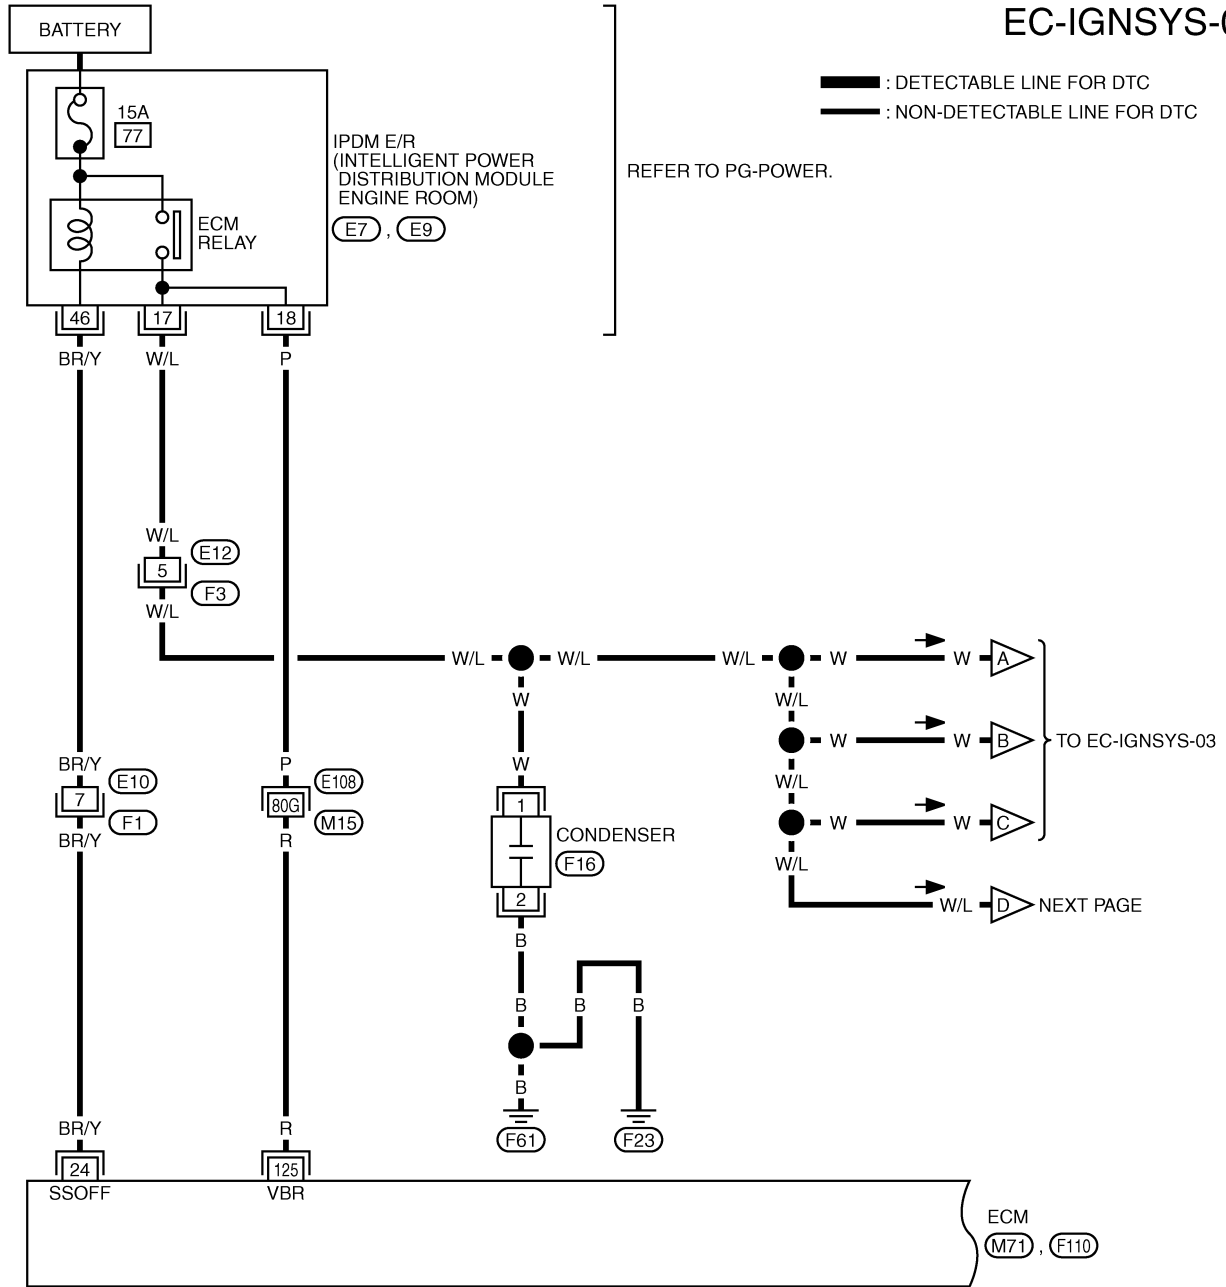 BATTERY
EC-IGNSYS-
: DETECTABLE LINE FOR DTC
: NON-DETECTABLE LINE FOR DTC
15A
77
IPDM E/R
(INTELLIGENT POWER
DISTRIBUTION MODULE
ENGINE ROOM)
E7 , E9
REFER TO PG-POWER.
ECM
RELAY
46 17 18
BR/Y W/L P
W/L
5
E12
F3
W/L
W/L W/L W/L W W A
W W/L
W W B
TO EC-IGNSYS-03
W/L
W W C
W/L
W/L D NEXT PAGE
BR/Y P W
7
E10
F1
BR/Y
80G
E108
M15
R
1
CONDENSER
F16
2
B
B B B
B
F61 F23
BR/Y R
24 125
SSOFF VBR
ECM
M71 , F110